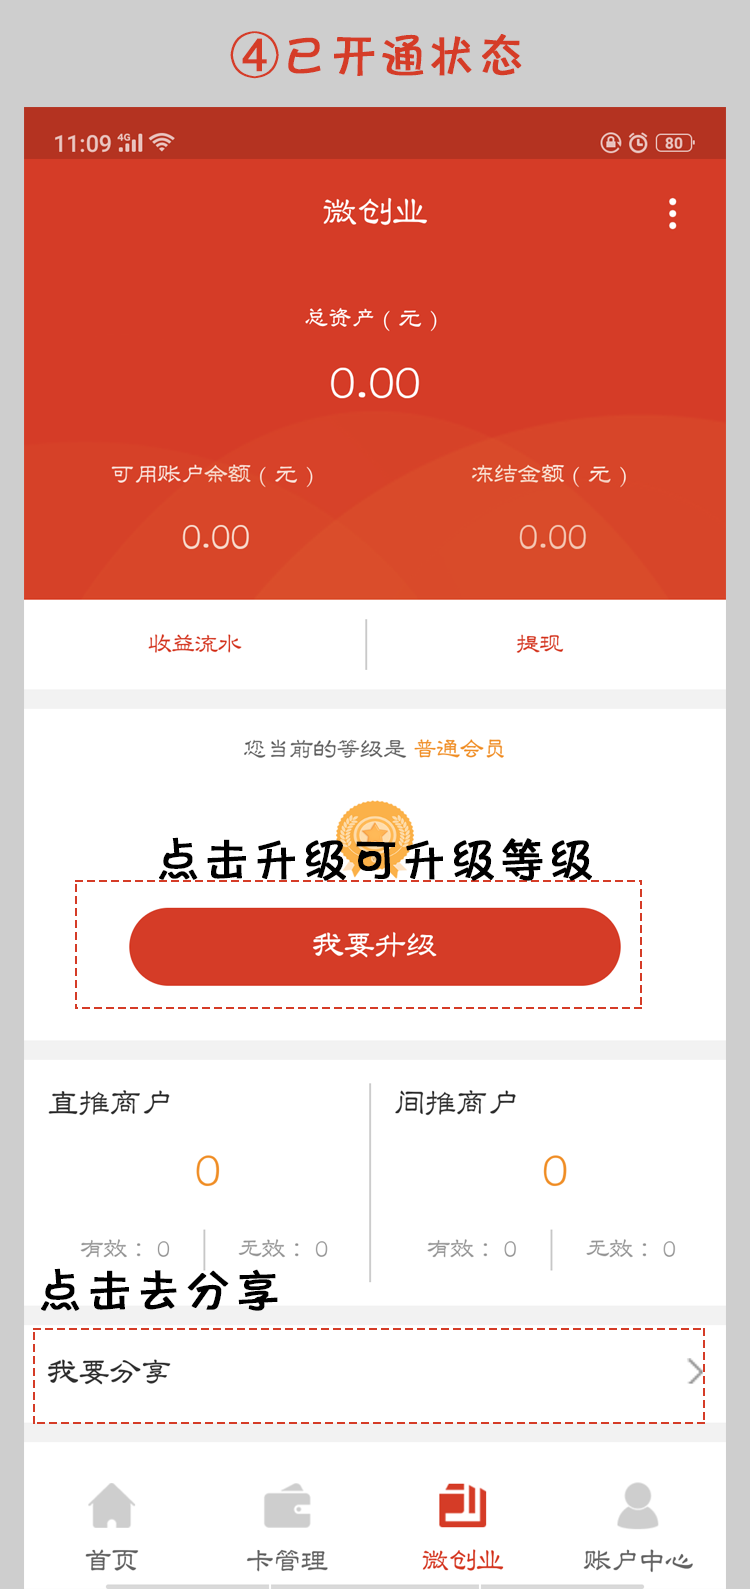 ④已开通状态
11:09 4G 80
微创业
总资产（元）
0.00
可用账户余额（元） 冻结金额（元）
0.00 0.00
收益流水 提现
您当前的等级是 普通会员
点击升级可升级等级
我要升级
直推商户 间推商户
0 0
有效：0 无效：0 有效：0 无效：0
点击去分享
我要分享
首页 卡管理 微创业 账户中心